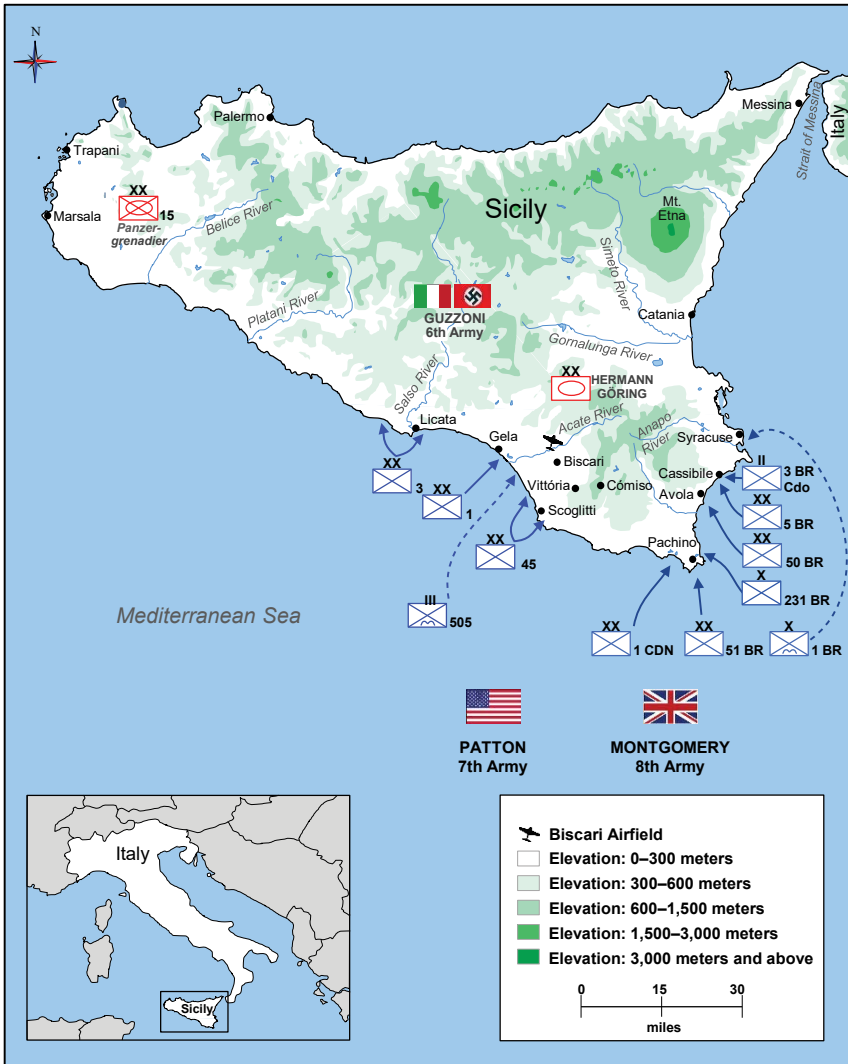 N
Palermo
Messina
Strait of Messina
Italy
Trapani
XX
15
Panzer-
grenadier
Marsala
Belice River
Sicily
Mt.
Etna
Simeto River
Platani River
GUZZONI
6th Army
Catania
Gornalunga River
Salso River
XX
HERMANN
GÖRING
Licata
Acate River
Anapo
River
Syracuse
Gela
Biscari
Cassibile
II
3 BR
Cdo
XX
3
Vittória
Cómiso
Avola
XX
1
Scoglitti
XX
5 BR
XX
45
Pachino
XX
50 BR
X
231 BR
III
505
Mediterranean Sea
XX
1 CDN
XX
51 BR
X
1 BR
PATTON
7th Army
MONTGOMERY
8th Army
Italy
Sicily
Biscari Airfield
Elevation: 0–300 meters
Elevation: 300–600 meters
Elevation: 600–1,500 meters
Elevation: 1,500–3,000 meters
Elevation: 3,000 meters and above
0 15 30
miles